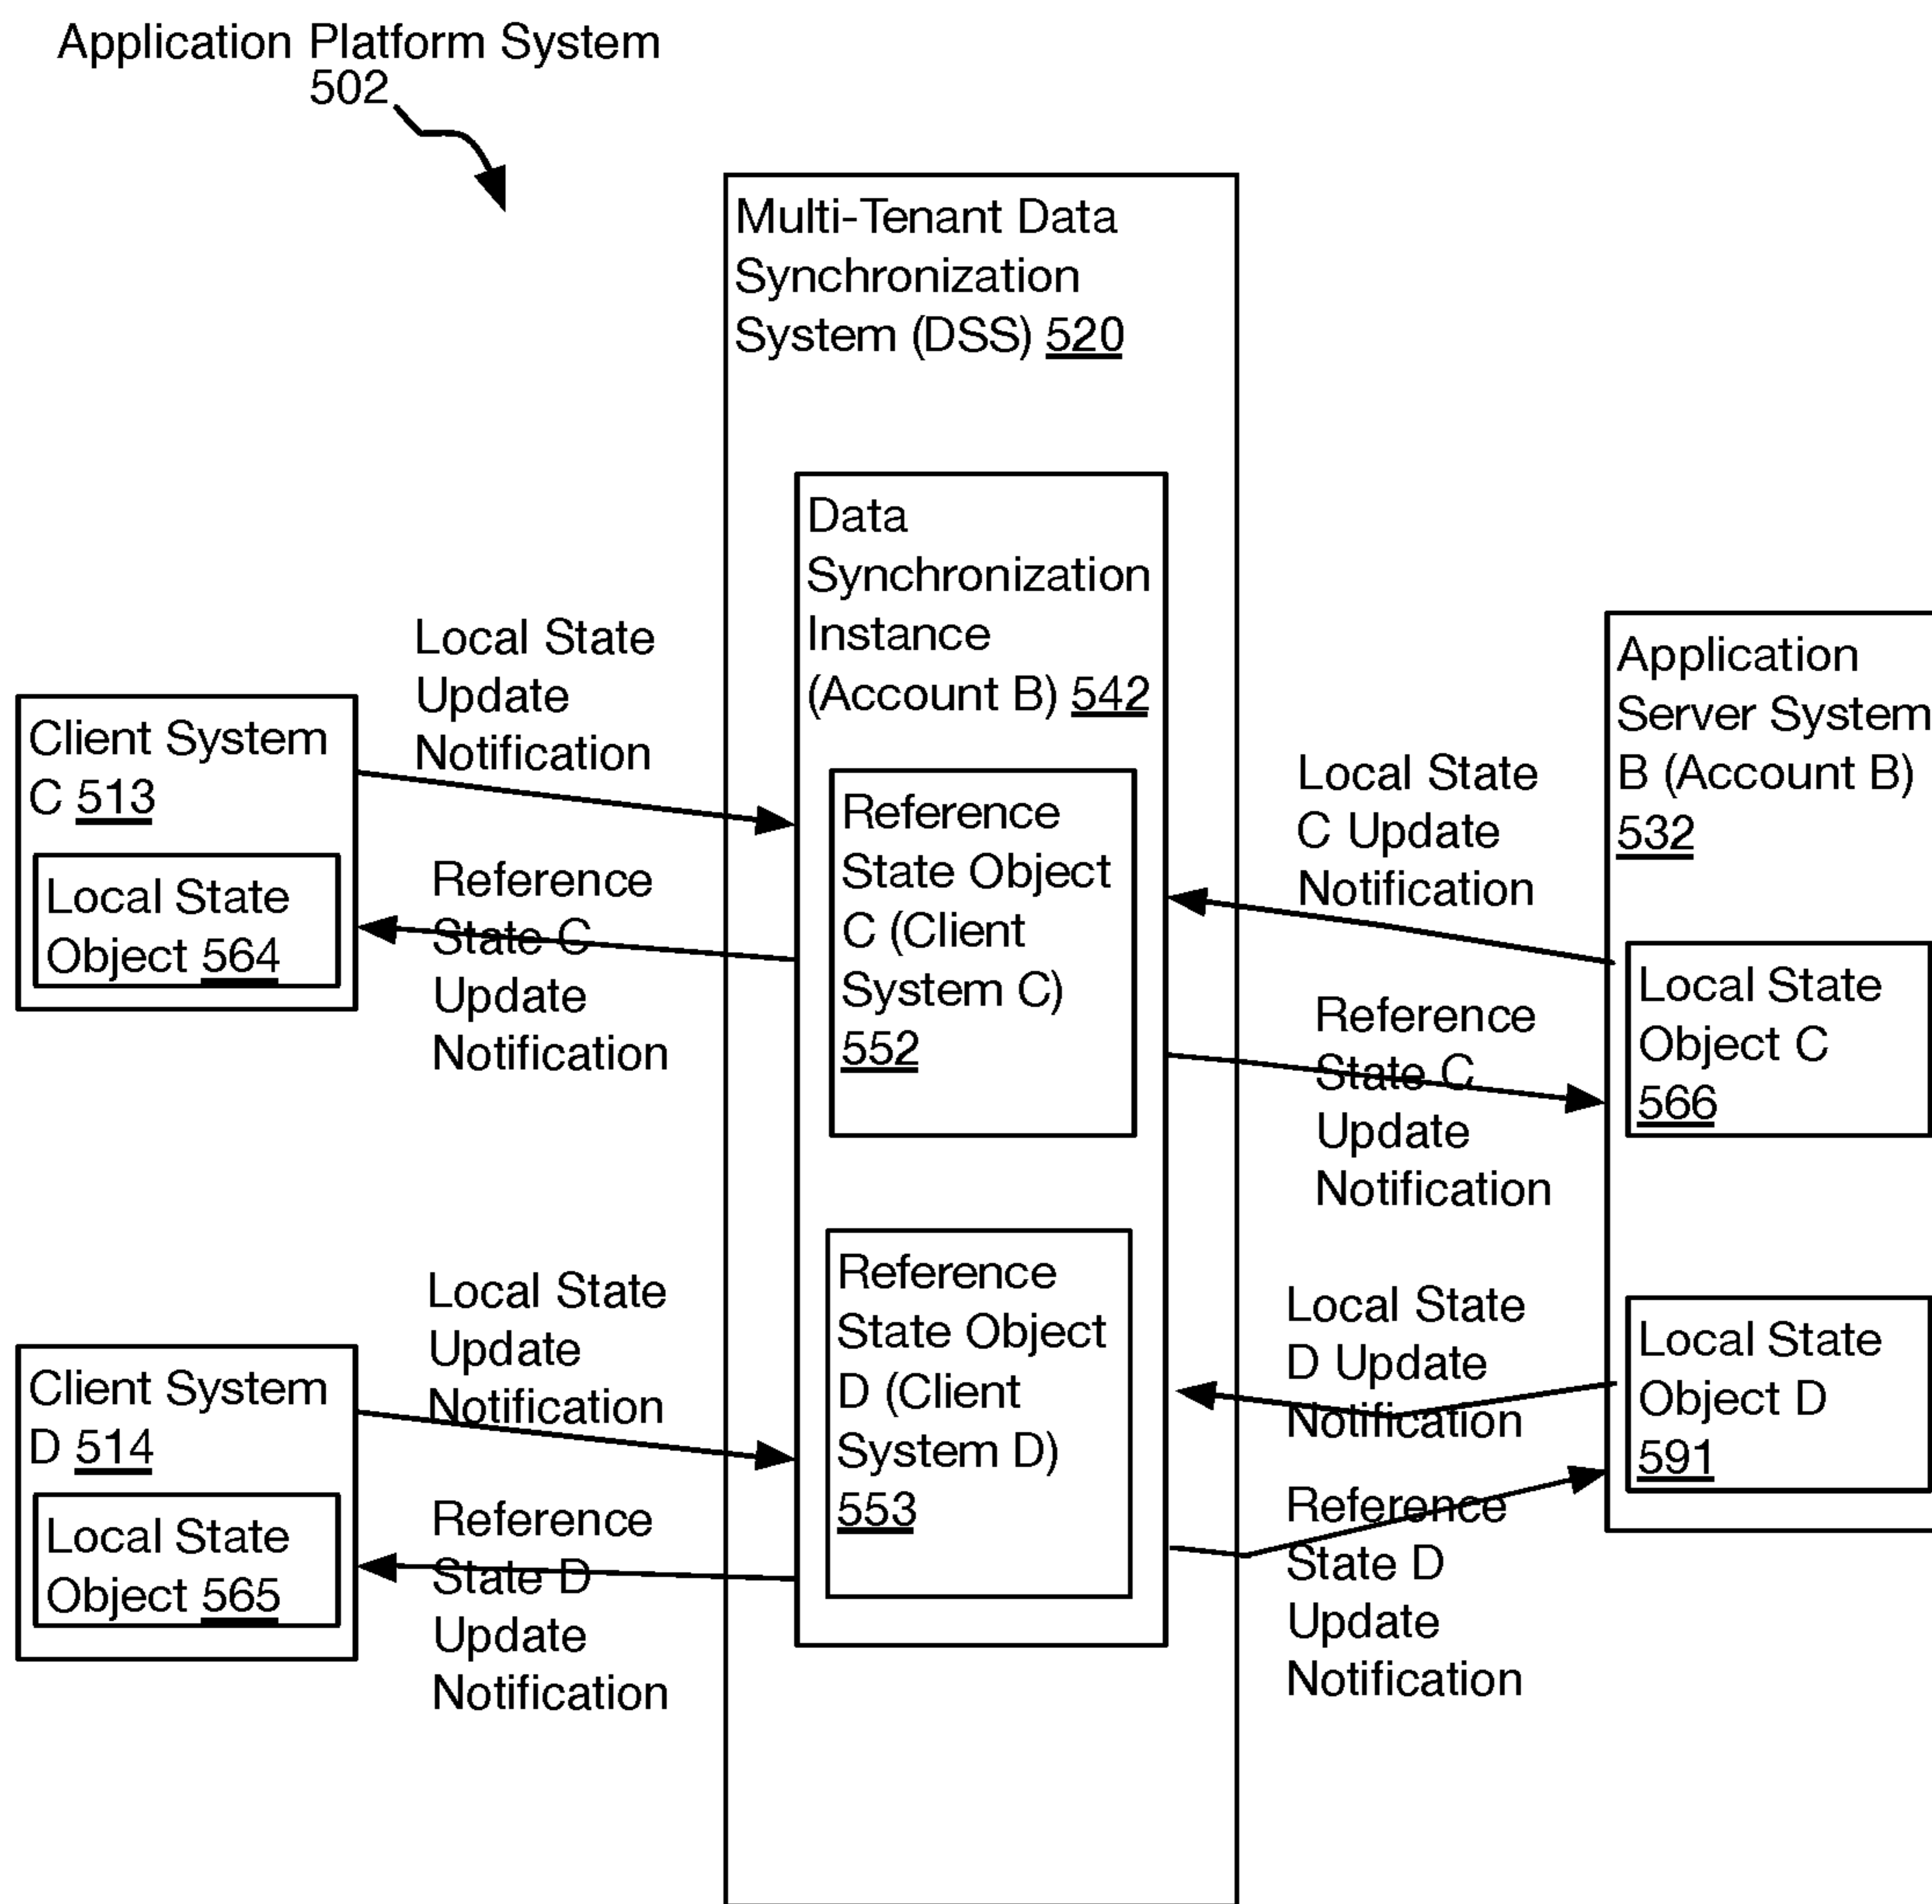 Application Platform System
502
Multi-Tenant Data
Synchronization
System (DSS) 520
Data
Synchronization
Instance
(Account B) 542
Local State
Update
Notification
Client System
C 513
Local State
Object 564
Reference
State C
Update
Notification
Reference
State Object
C (Client
System C)
552
Local State
C Update
Notification
Application
Server System
B (Account B)
532
Reference
State C
Update
Notification
Local State
Object C
566
Local State
Update
Notification
Client System
D 514
Local State
Object 565
Reference
State D
Update
Notification
Reference
State Object
D (Client
System D)
553
Local State
D Update
Notification
Reference
State D
Update
Notification
Local State
Object D
591